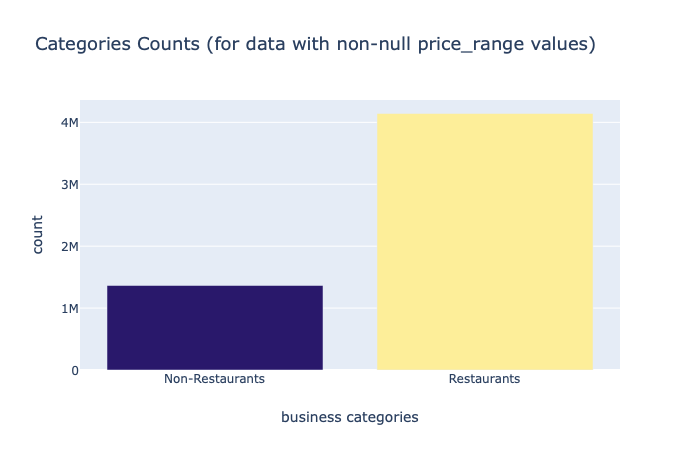 Categories Counts (for data with non-null price_range values)
4M
3M
2M
1M
0
count
Non-Restaurants
Restaurants
business categories